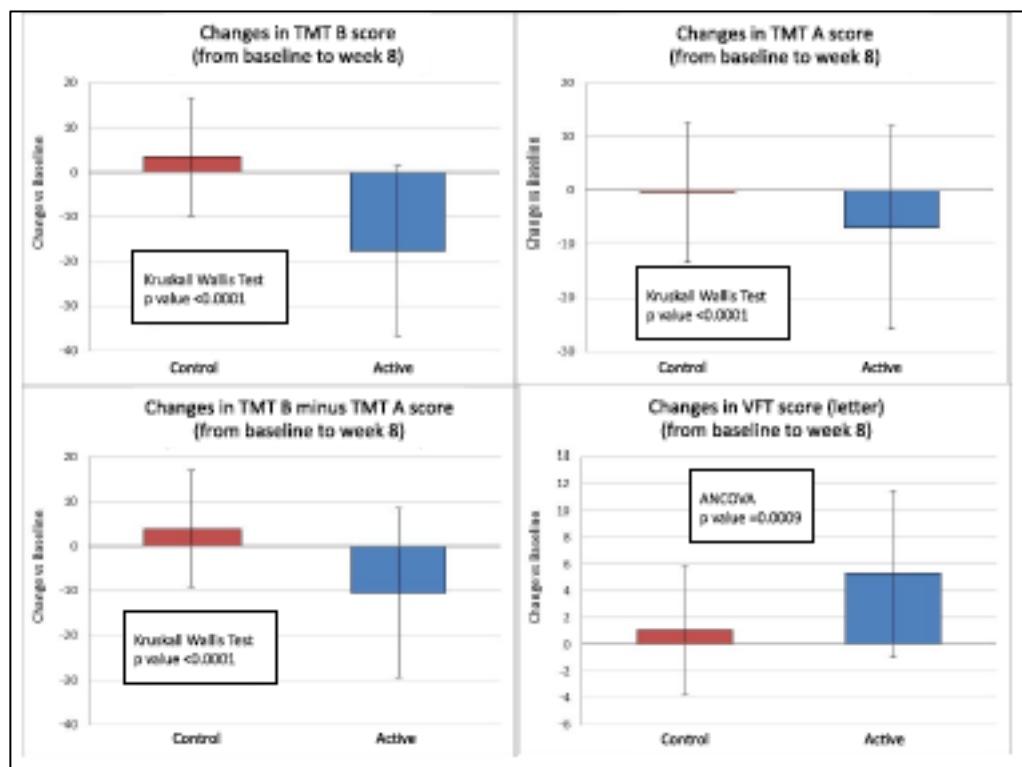 Changes in TMT B score
(from baseline to week 8)
20
10
0
-10
-20
-30
-40
Change vs Baseline
Kruskall Wallis Test
p value <0.0001
Control
Active
Changes in TMT A score
(from baseline to week 8)
20
10
0
-10
-20
-30
Change vs Baseline
Kruskall Wallis Test
p value <0.0001
Control
Active
Changes in TMT B minus TMT A score
(from baseline to week 8)
20
10
0
-10
-20
-30
-40
Change vs Baseline
Kruskall Wallis Test
p value <0.0001
Control
Active
Changes in VFT score (letter)
(from baseline to week 8)
14
12
10
8
6
4
2
0
-2
-4
-6
Change vs Baseline
ANCOVA
p value =0.0009
Control
Active